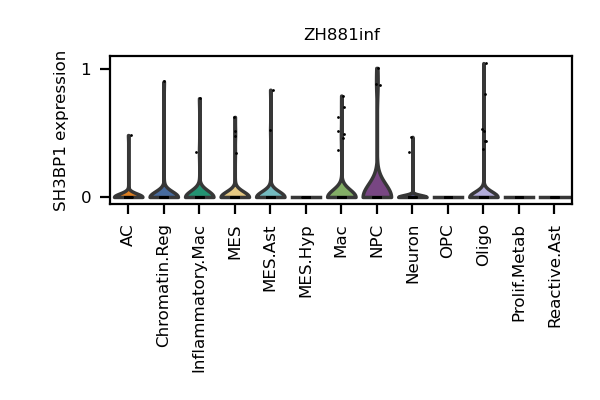 ZH881inf
SH3BP1 expression
1
0
AC
Chromatin.Reg
Inflammatory.Mac
MES
MES.Ast
MES.Hyp
Mac
NPC
Neuron
OPC
Oligo
Prolif.Metab
Reactive.Ast